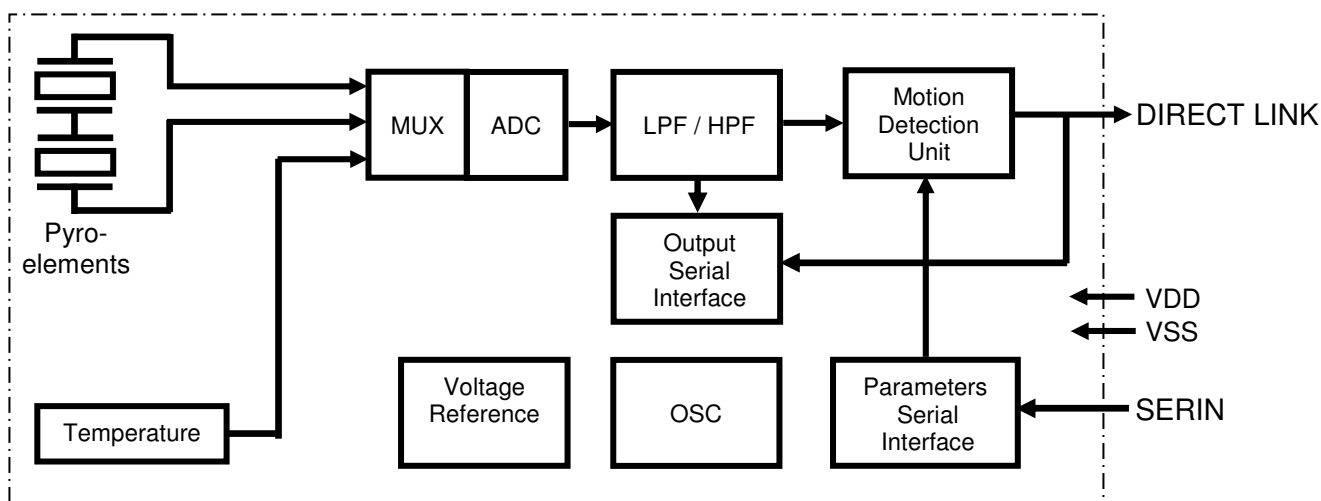 Pyro-
elements
Temperature
MUX
ADC
LPF / HPF
Motion
Detection
Unit
DIRECT LINK
Output
Serial
Interface
VDD
VSS
Voltage
Reference
OSC
Parameters
Serial
Interface
SERIN